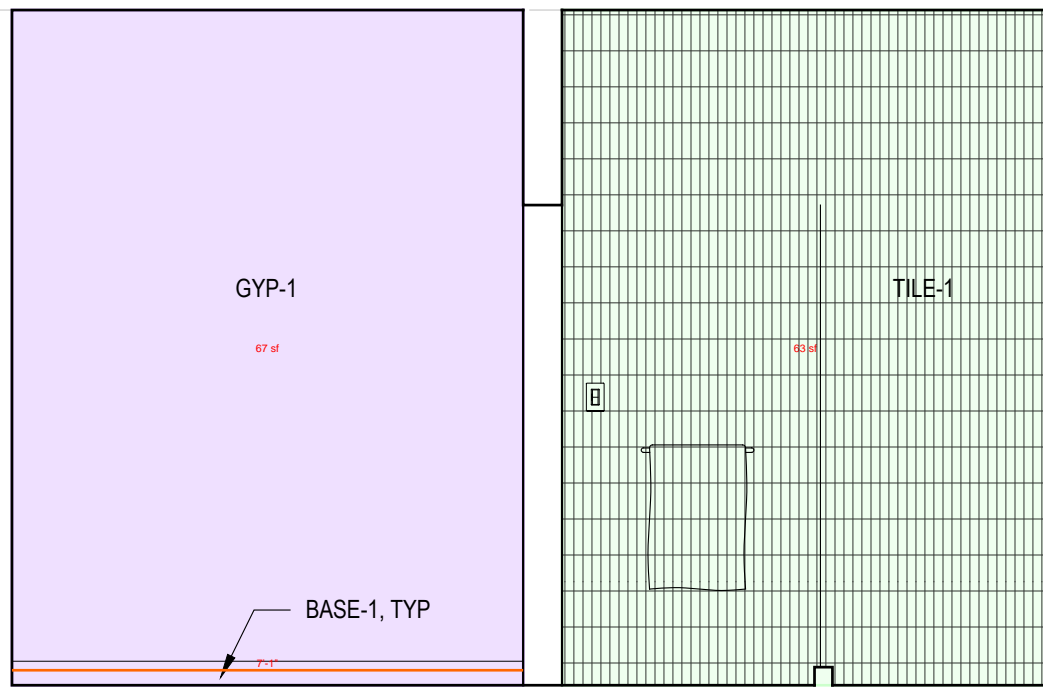 GYP-1
TILE-1
67 sf
63 sf
BASE-1, TYP
7'-1"